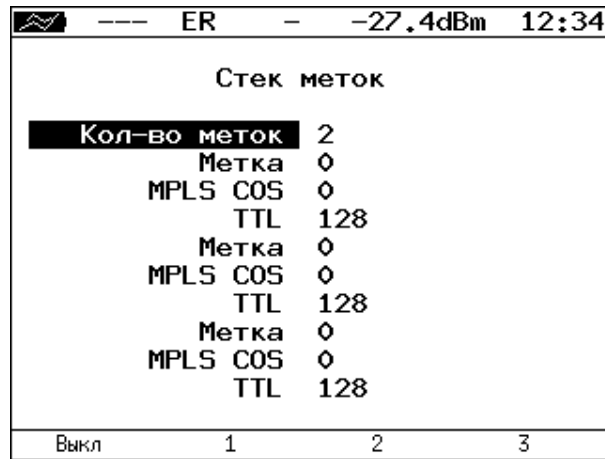 --- ER - -27.4dBm 12:34
Стек меток
Кол-во меток 2
Метка 0
MPLS COS 0
TTL 128
Метка 0
MPLS COS 0
TTL 128
Метка 0
MPLS COS 0
TTL 128
Выкл 1 2 3